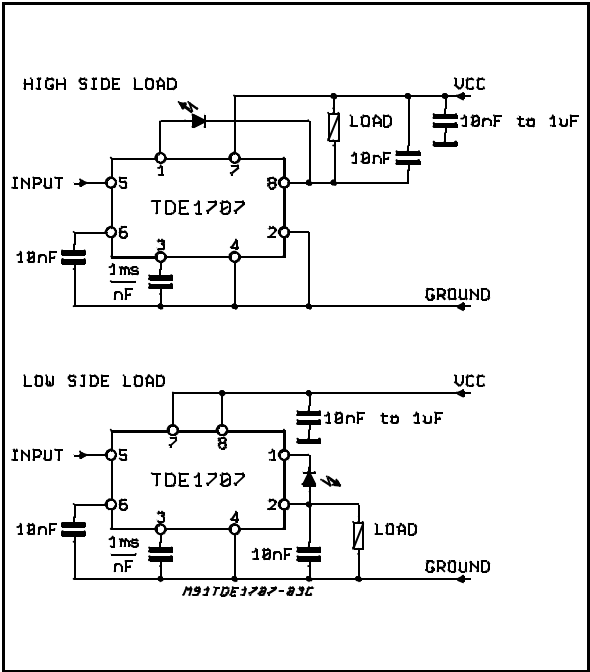 HIGH SIDE LOAD
VCC
LOAD
10nF to 1uF
10nF
1
7
INPUT
5
8
TDE1707
6
2
10nF
3
4
1ms
nF
GROUND
LOW SIDE LOAD
VCC
10nF to 1uF
7
8
INPUT
5
1
TDE1707
6
2
10nF
3
4
LOAD
1ms
nF
10nF
GROUND
M91TDE1707-03C